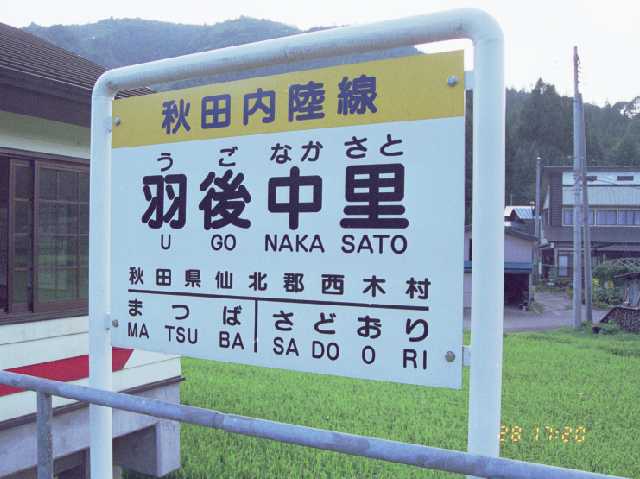 秋田内陸線
うごなかさと
羽後中里
U GO NAKA SATO
秋田県仙北郡西木村
まつば さどおり
MA TSU BA SA DO O RI
28 17:20